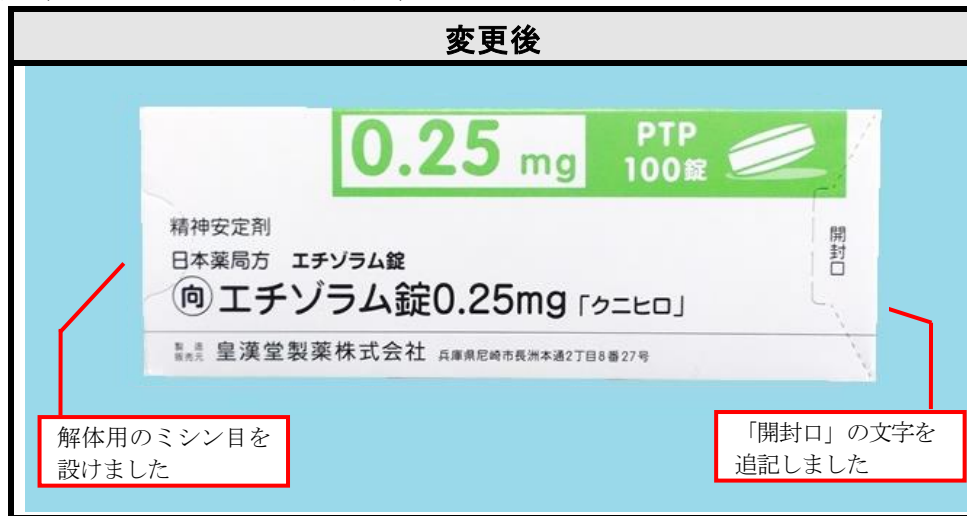 変更後
0.25 mg
PTP
100錠
精神安定剤
日本薬局方 エチゾラム錠
向 エチゾラム錠0.25mg「クニヒロ」
製造
販売元 皇漢堂製薬株式会社 兵庫県尼崎市長洲本通2丁目8番27号
開封口
解体用のミシン目を
設けました
「開封口」の文字を
追記しました